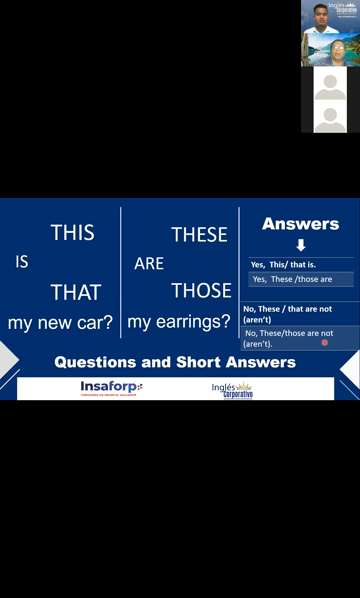 Inglés
Corporativo
THIS
IS
THAT
my new car?
THESE
ARE
THOSE
my earrings?
Answers
Yes, This/ that is.
Yes, These /those are
No, These / that are not
(aren't)
No, These/those are not
(aren't).
Questions and Short Answers
Insaforp
Inglés
Corporativo